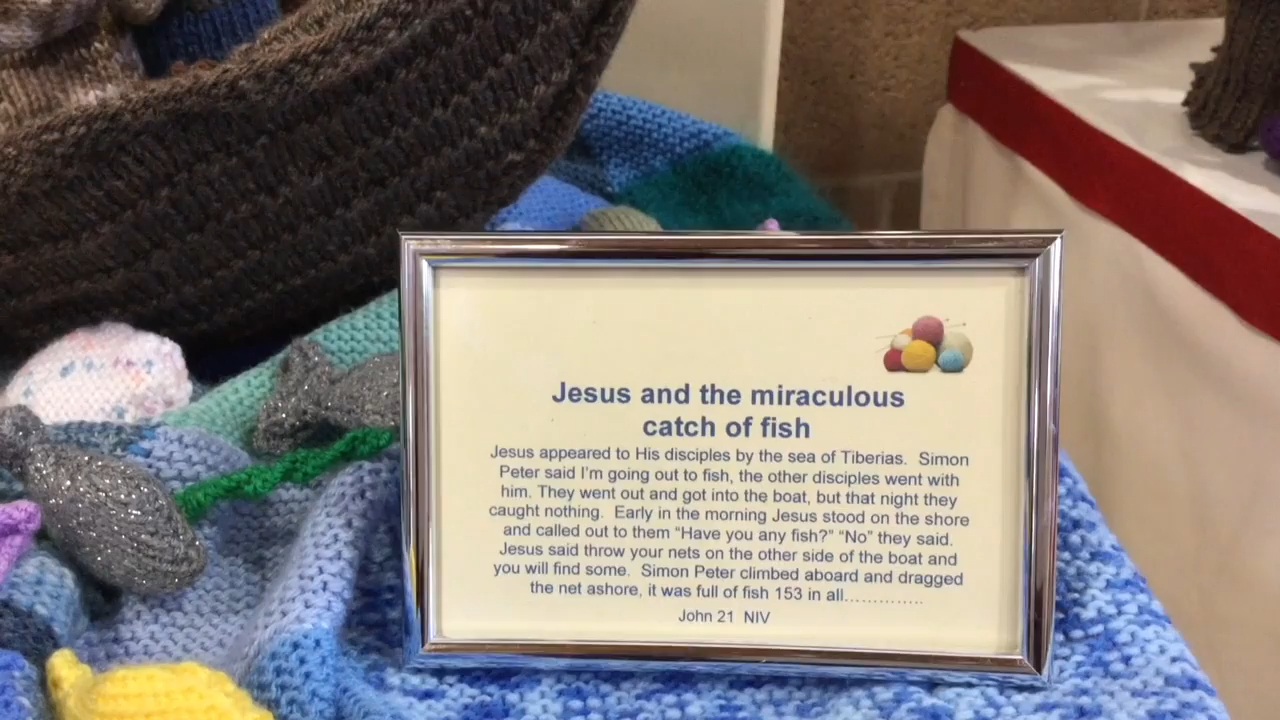 Jesus and the miraculous
catch of fish
Jesus appeared to His disciples by the sea of Tiberias.  Simon
Peter said I'm going out to fish, the other disciples went with
him. They went out and got into the boat, but that night they
caught nothing.  Early in the morning Jesus stood on the shore
and called out to them “Have you any fish?” “No” they said.
Jesus said throw your nets on the other side of the boat and
you will find some.  Simon Peter climbed aboard and dragged
the net ashore, it was full of fish 153 in all…………..
John 21  NIV